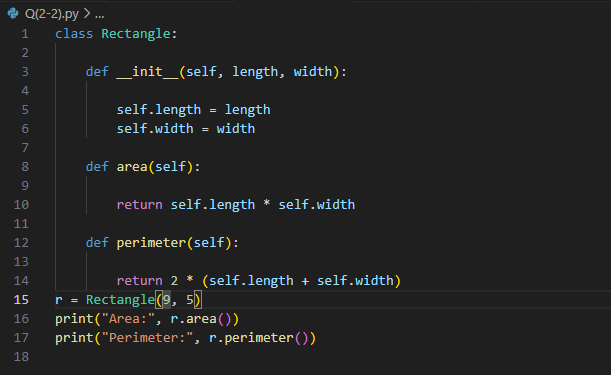 Q(2-2).py > ...
1 class Rectangle:
2
3     def __init__(self, length, width):
4
5         self.length = length
6         self.width = width
7
8     def area(self):
9
10         return self.length * self.width
11
12     def perimeter(self):
13
14         return 2 * (self.length + self.width)
15 r = Rectangle(9, 5)
16 print("Area:", r.area())
17 print("Perimeter:", r.perimeter())
18